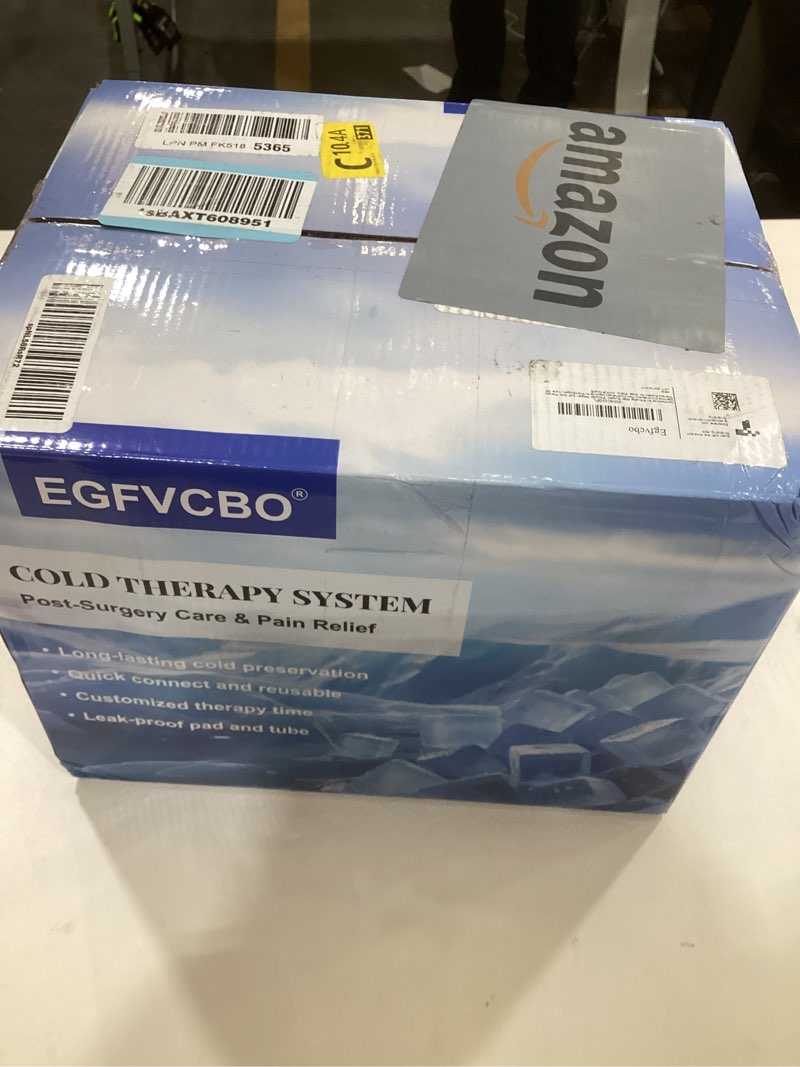 LPN PM FK518 5365
C 10.4A
571
sBAXT608951
amazon
Egfvcbo
EGFVCBO®
COLD THERAPY SYSTEM
Post-Surgery Care & Pain Relief
• Long-lasting cold preservation
• Quick connect and reusable
• Customized therapy time
• Leak-proof pad and tube